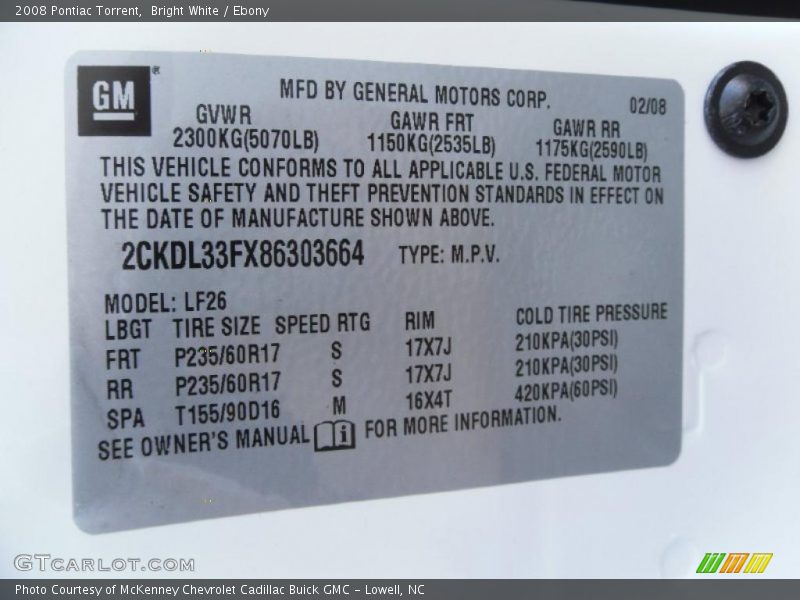 2008 Pontiac Torrent,  Bright White / Ebony
GM®
MFD BY GENERAL MOTORS CORP.
02/08
GVWR GAWR FRT GAWR RR
2300KG(5070LB) 1150KG(2535LB) 1175KG(2590LB)
THIS VEHICLE CONFORMS TO ALL APPLICABLE U.S. FEDERAL MOTOR
VEHICLE SAFETY AND THEFT PREVENTION STANDARDS IN EFFECT ON
THE DATE OF MANUFACTURE SHOWN ABOVE.
2CKDL33FX86303664 TYPE: M.P.V.
MODEL: LF26
LBGT TIRE SIZE SPEED RTG RIM COLD TIRE PRESSURE
FRT P235/60R17 S 17X7J 210KPA(30PSI)
RR P235/60R17 S 17X7J 210KPA(30PSI)
SPA T155/90D16 M 16X4T 420KPA(60PSI)
SEE OWNER'S MANUAL i FOR MORE INFORMATION.
GTCARLOT.COM
Photo Courtesy of McKenney Chevrolet Cadillac Buick GMC - Lowell, NC